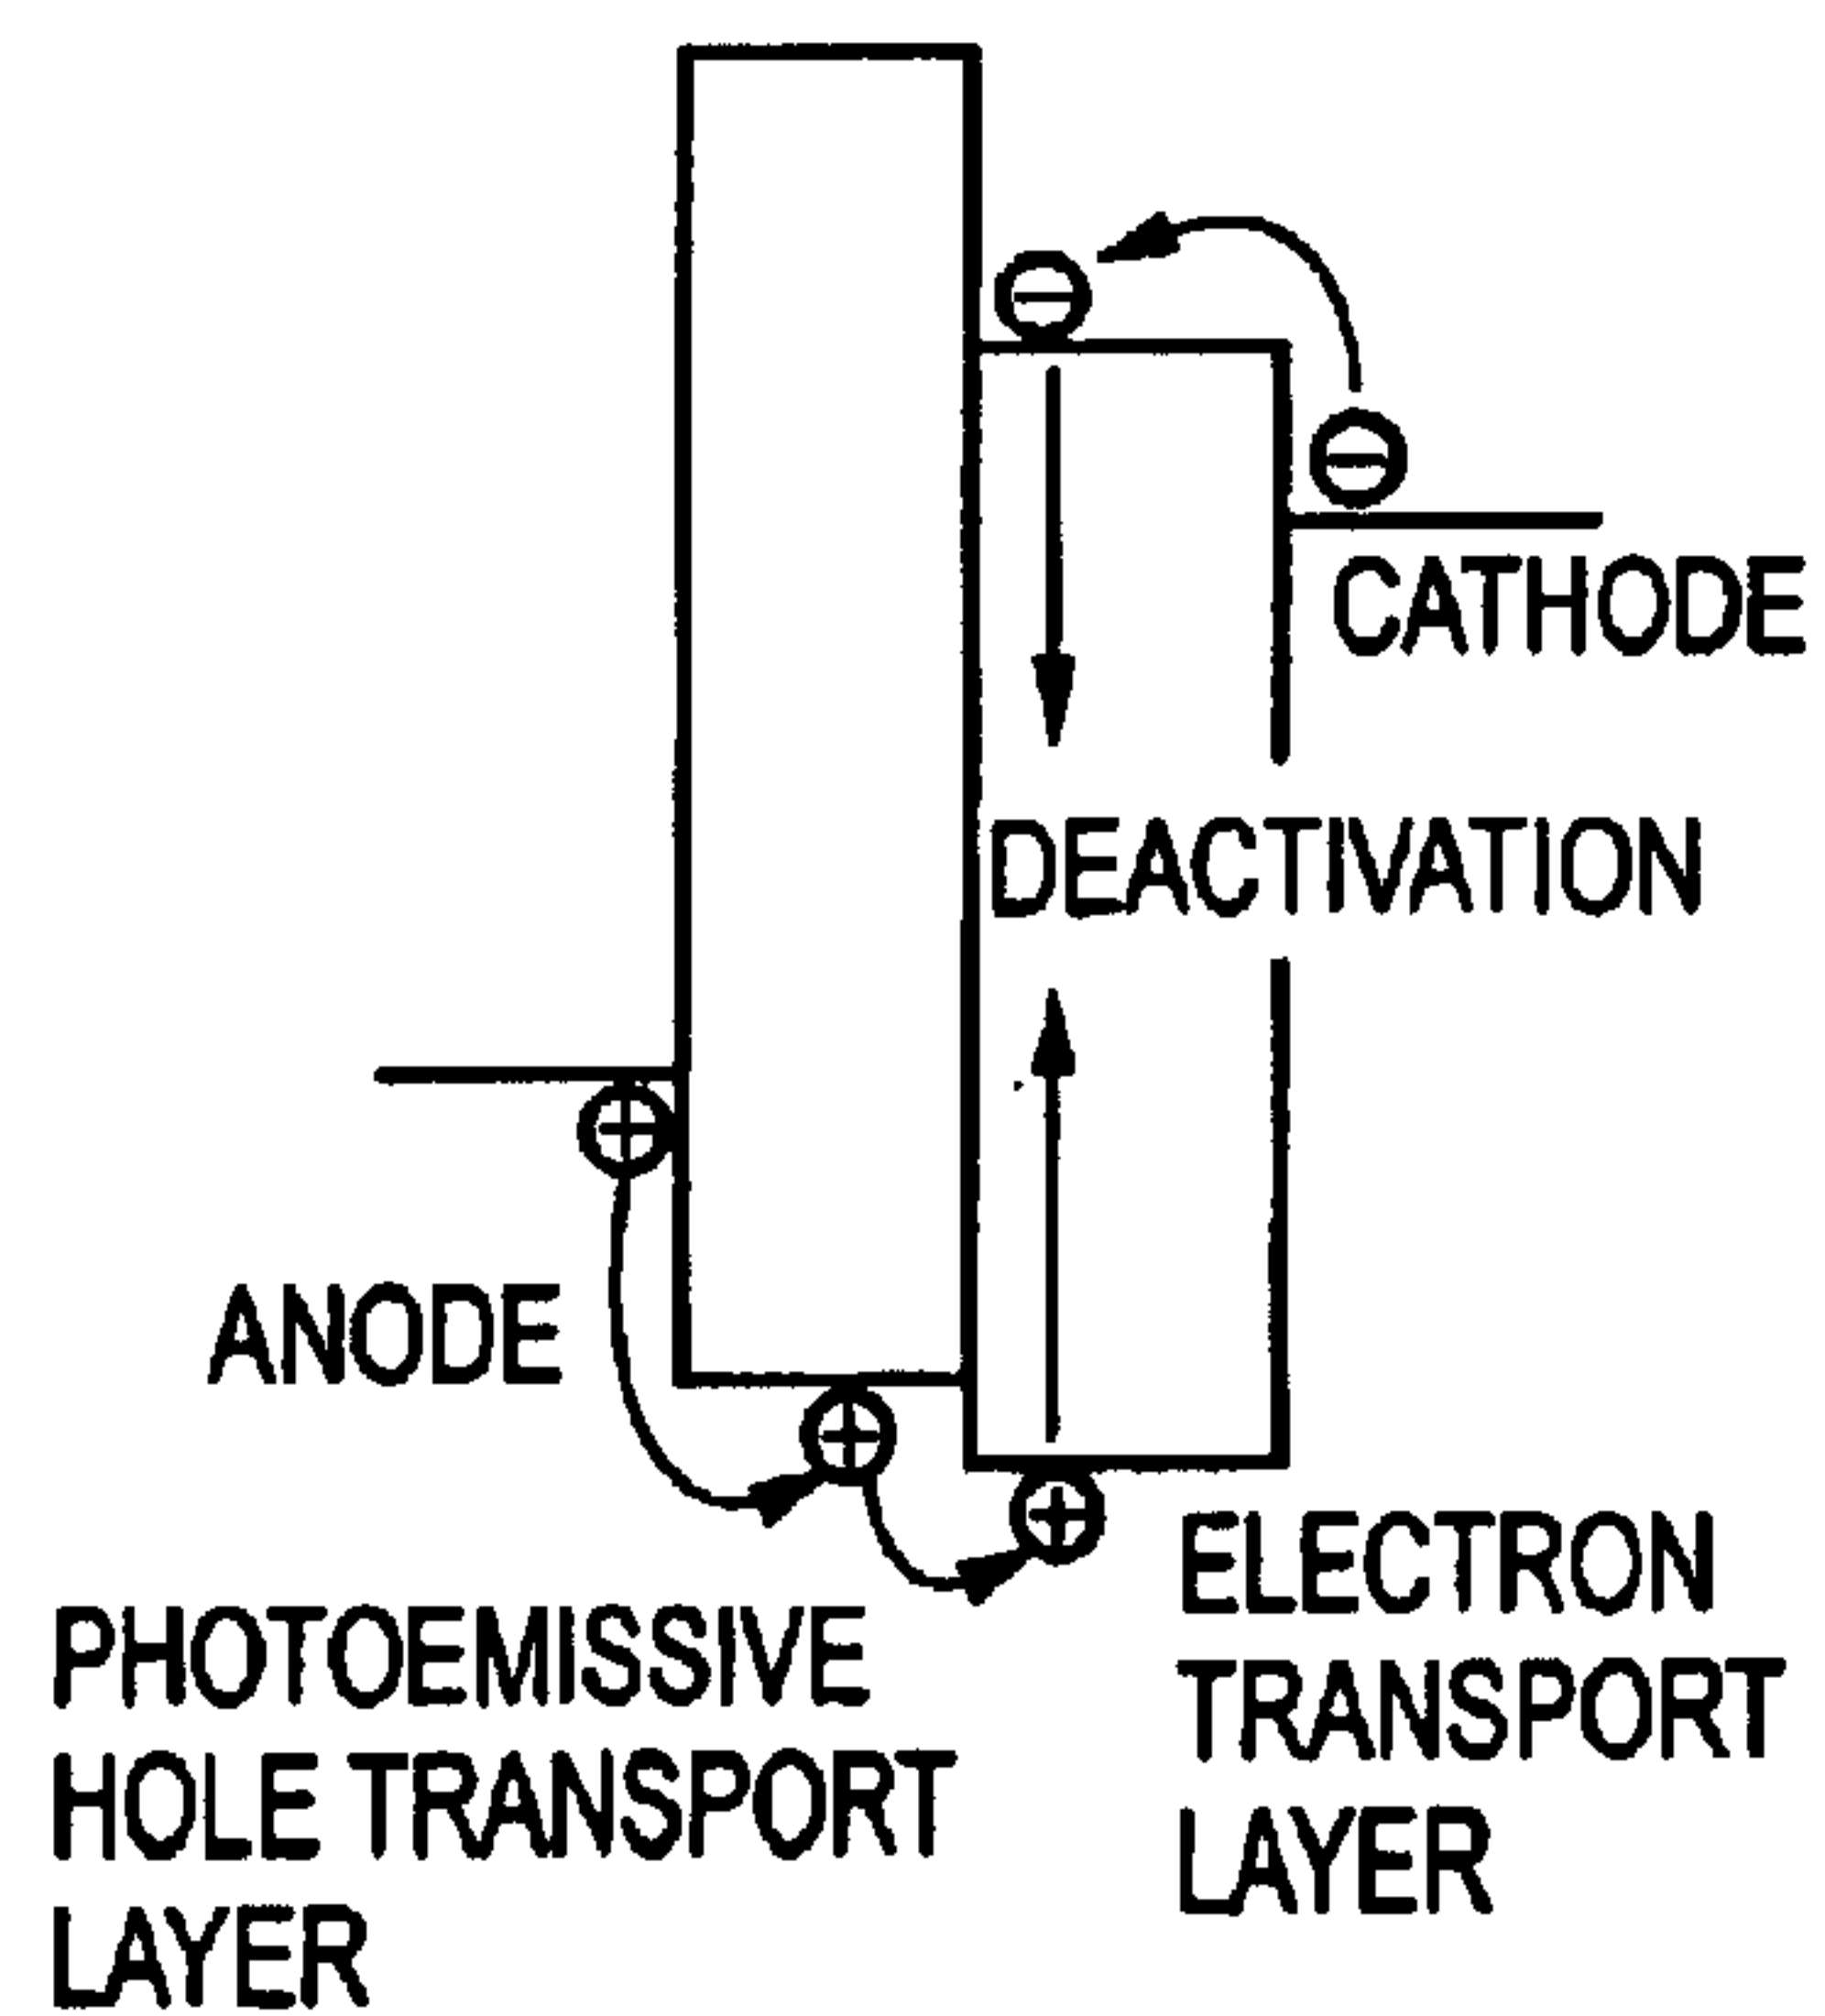 CATHODE
DEACTIVATION
ANODE
PHOTOEMISSIVE
HOLE TRANSPORT
LAYER
ELECTRON
TRANSPORT
LAYER